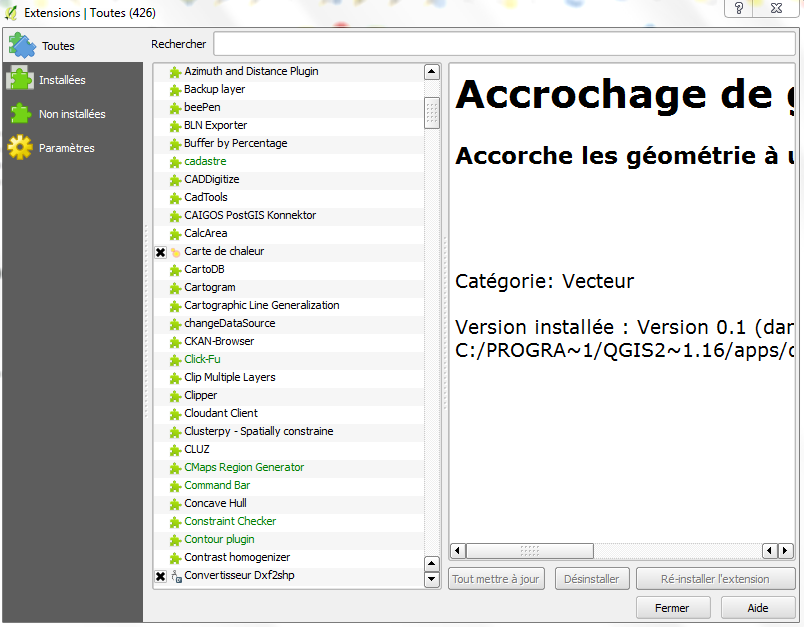 Extensions | Toutes (426)
?
Toutes
Installées
Non installées
Paramètres
Rechercher
Azimuth and Distance Plugin
Backup layer
beePen
BLN Exporter
Buffer by Percentage
cadastre
CADDigitize
CadTools
CAIGOS PostGIS Konnektor
CalcArea
Carte de chaleur
CartoDB
Cartogram
Cartographic Line Generalization
changeDataSource
CKAN-Browser
Click-Fu
Clip Multiple Layers
Clipper
Cloudant Client
Clusterpy - Spatially constraine
CLUZ
CMaps Region Generator
Command Bar
Concave Hull
Constraint Checker
Contour plugin
Contrast homogenizer
Convertisseur Dxf2shp
Accrochage de g
Accorche les géométrie à u
Catégorie: Vecteur
Version installée : Version 0.1 (dan
C:/PROGRA~1/QGIS2~1.16/apps/q
Tout mettre à jour
Désinstaller
Ré-installer l'extension
Fermer
Aide